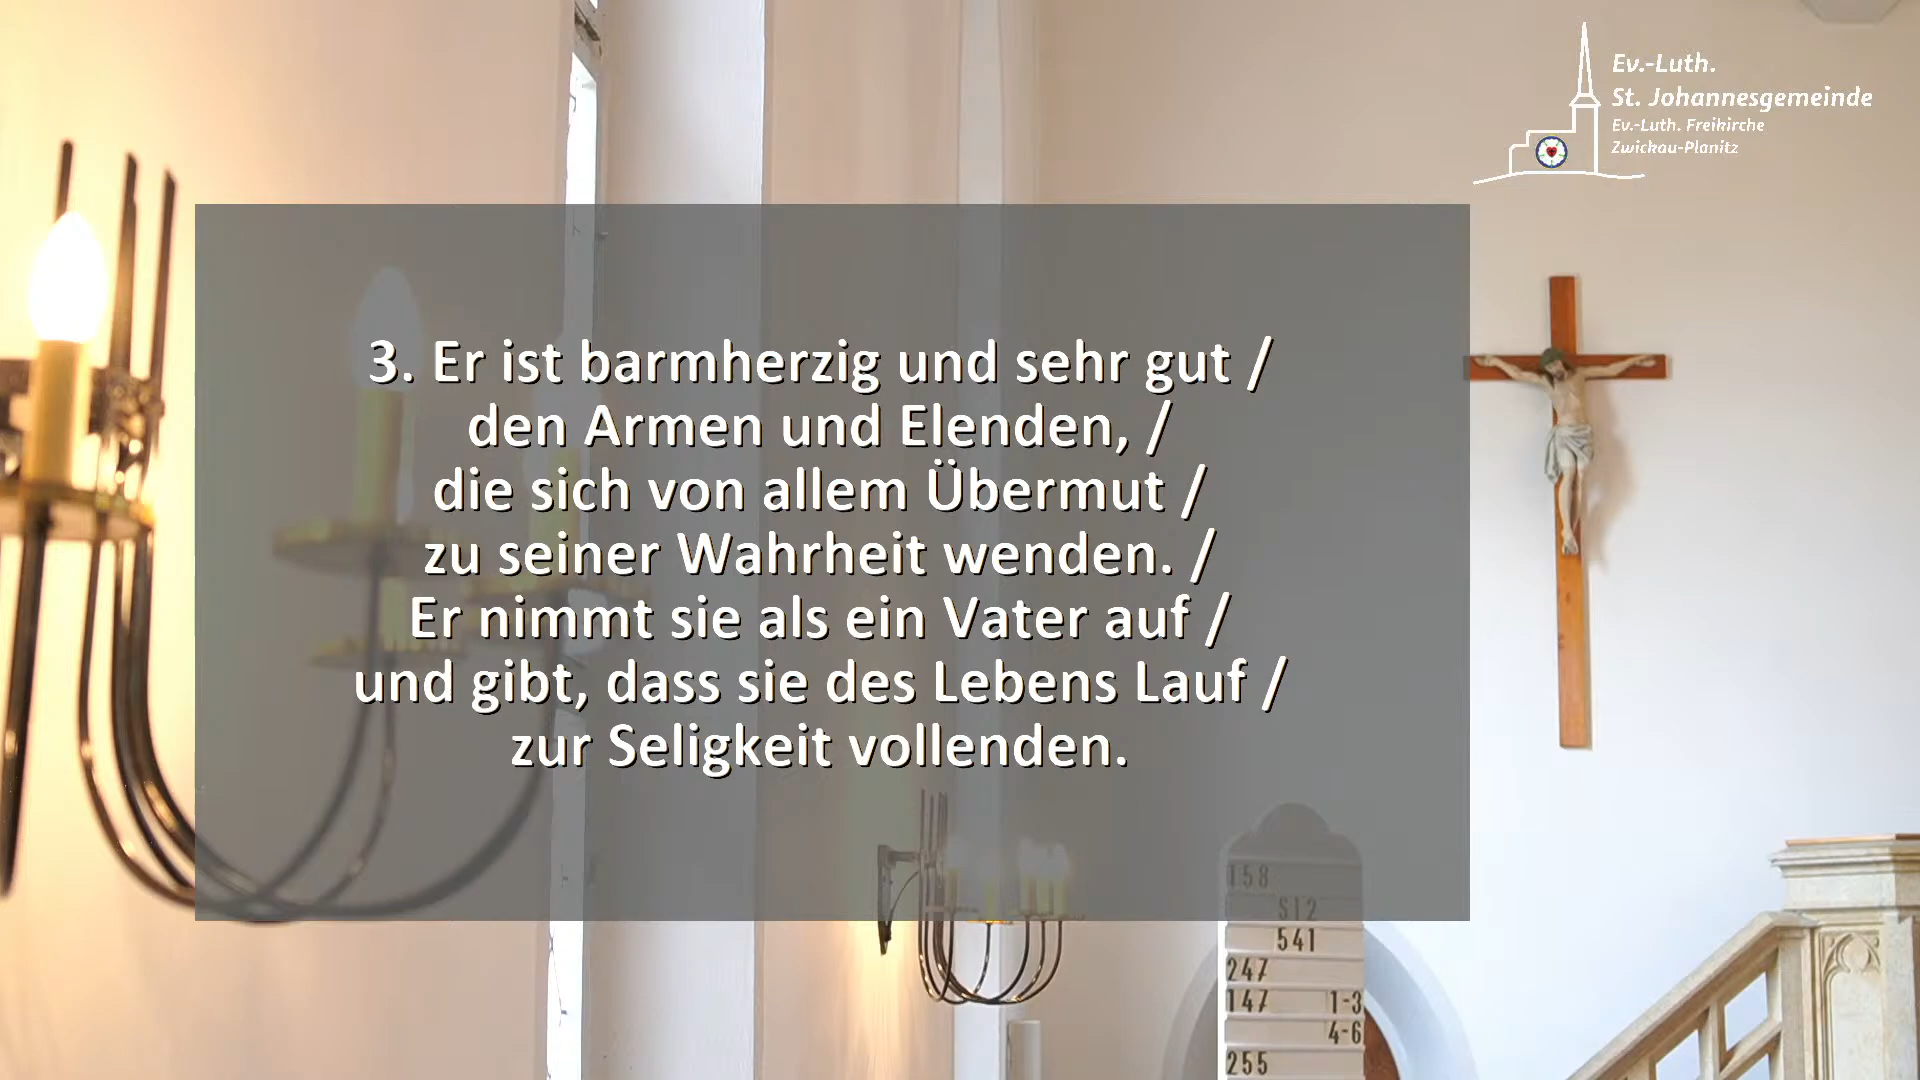 Ev.-Luth.
St. Johannesgemeinde
Ev.-Luth. Freikirche
Zwickau-Planitz
3. Er ist barmherzig und sehr gut /
den Armen und Elenden, /
die sich von allem Übermut /
zu seiner Wahrheit wenden. /
Er nimmt sie als ein Vater auf /
und gibt, dass sie des Lebens Lauf /
zur Seligkeit vollenden.
158
512
541
247
147 1-3
4-6
255